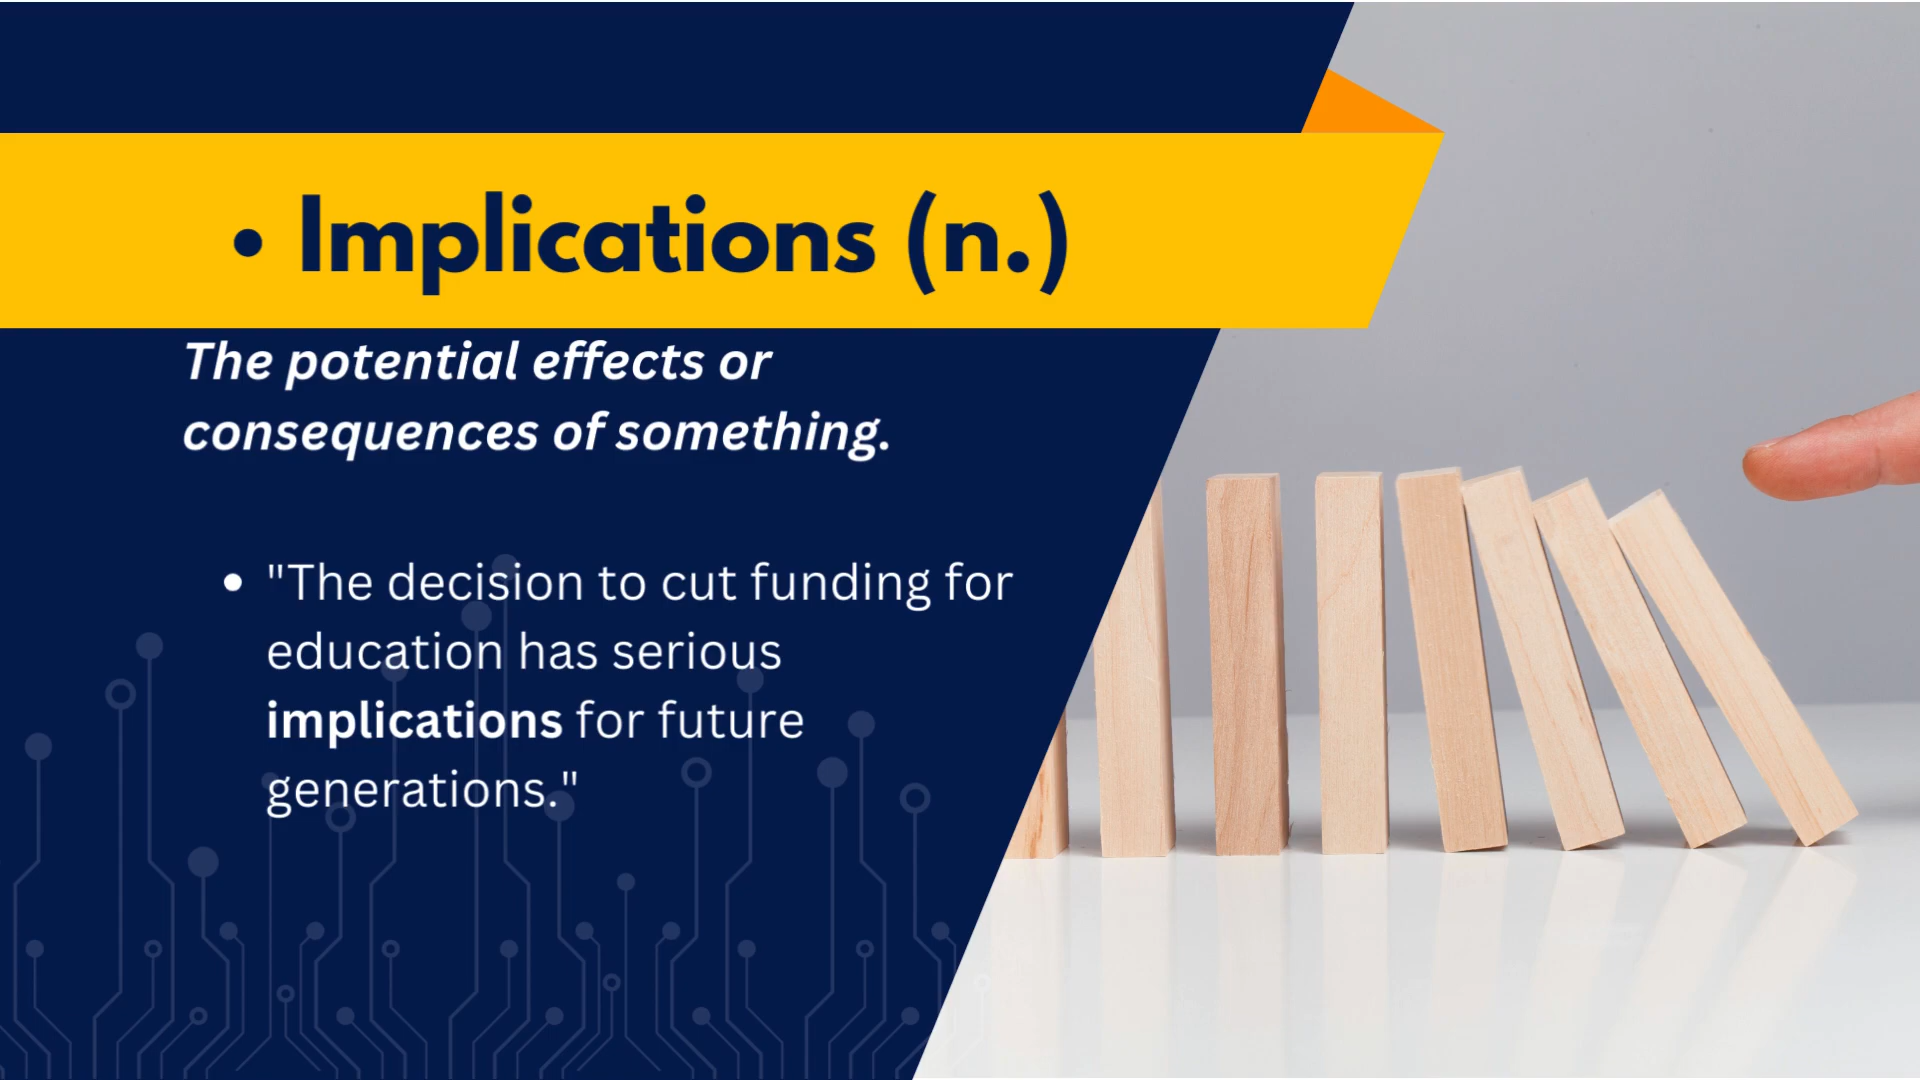 • Implications (n.)
The potential effects or
consequences of something.
• "The decision to cut funding for
education has serious
implications for future
generations."